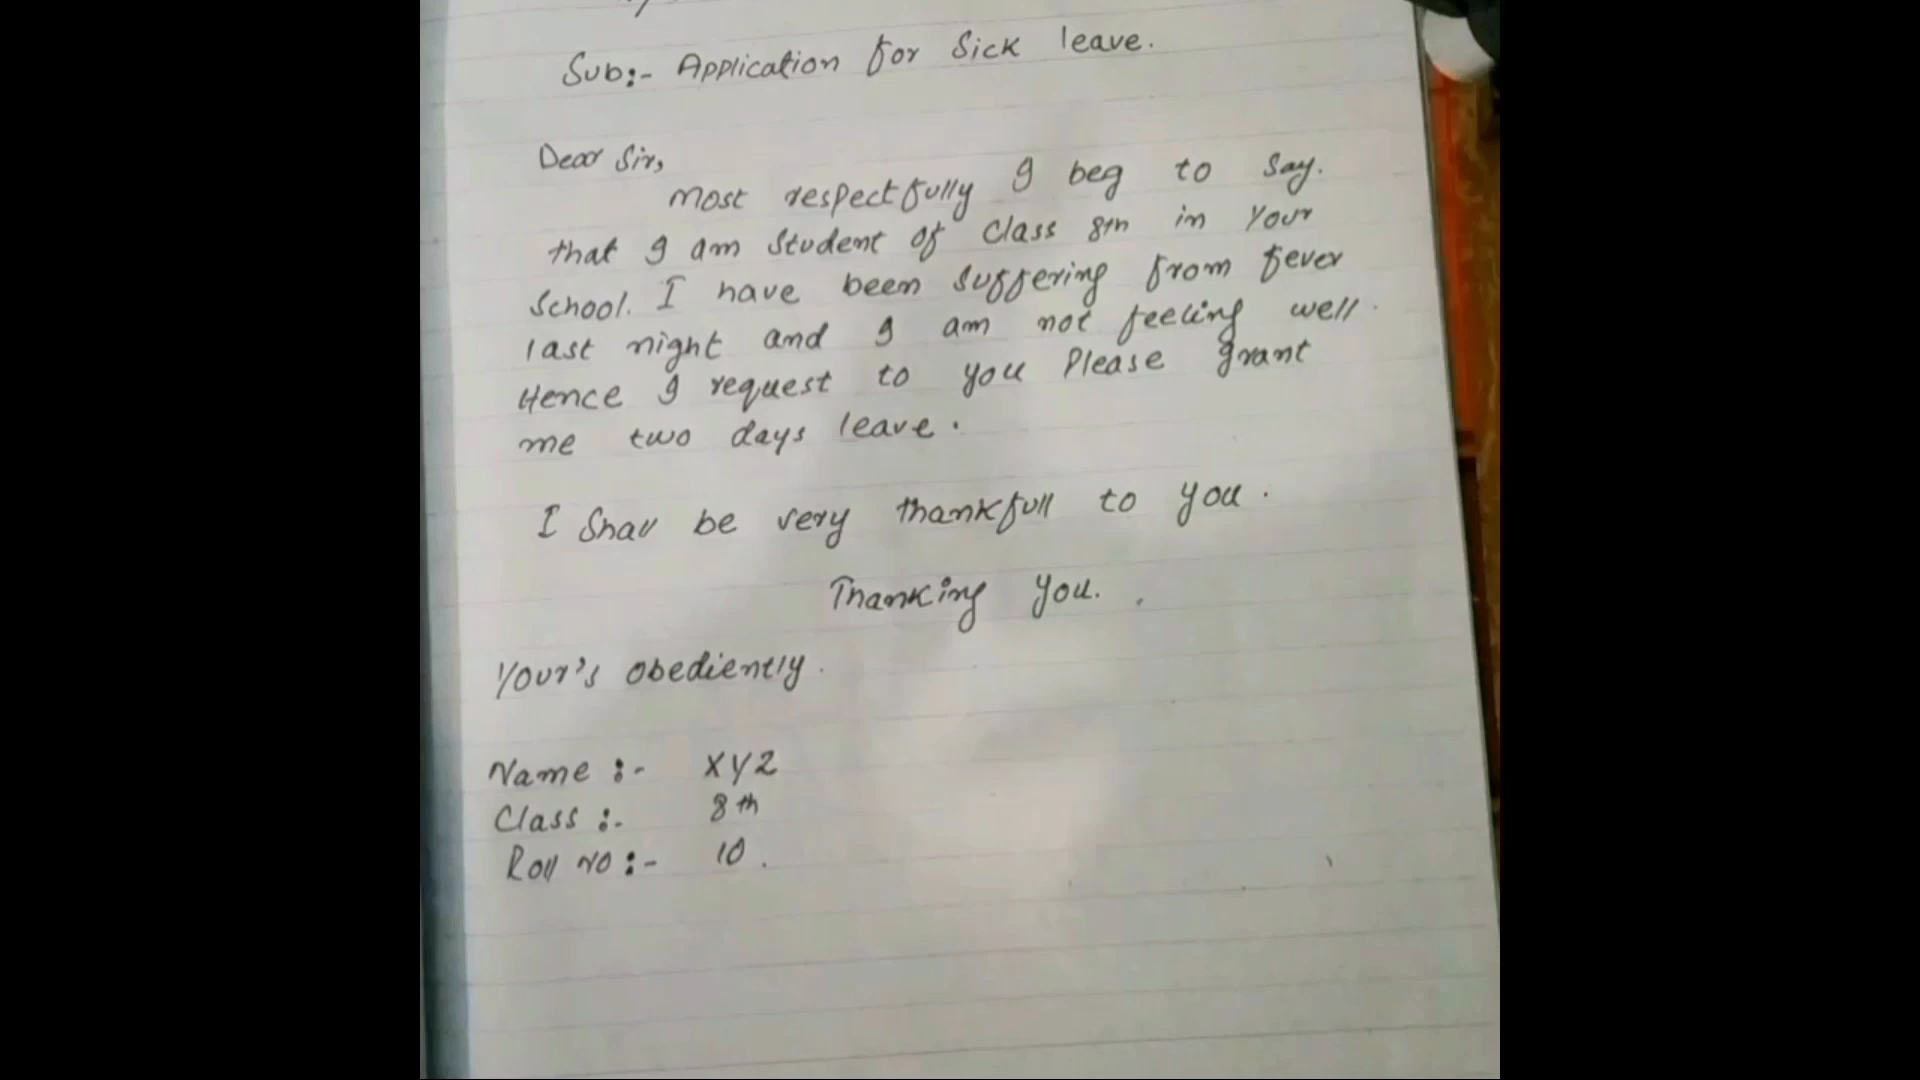 Sub:- Application for Sick leave.
Dear Sir,
Most respectfully I beg to say.
that I am student of class 8th in your
school. I have been suffering from fever
last night and I am not feeling well.
Hence I request to you Please grant
me two days leave.
I Shall be very thankfull to you.
Thanking you.
Your's obediently.
Name :- XYZ
Class :- 8th
Roll No :- 10.